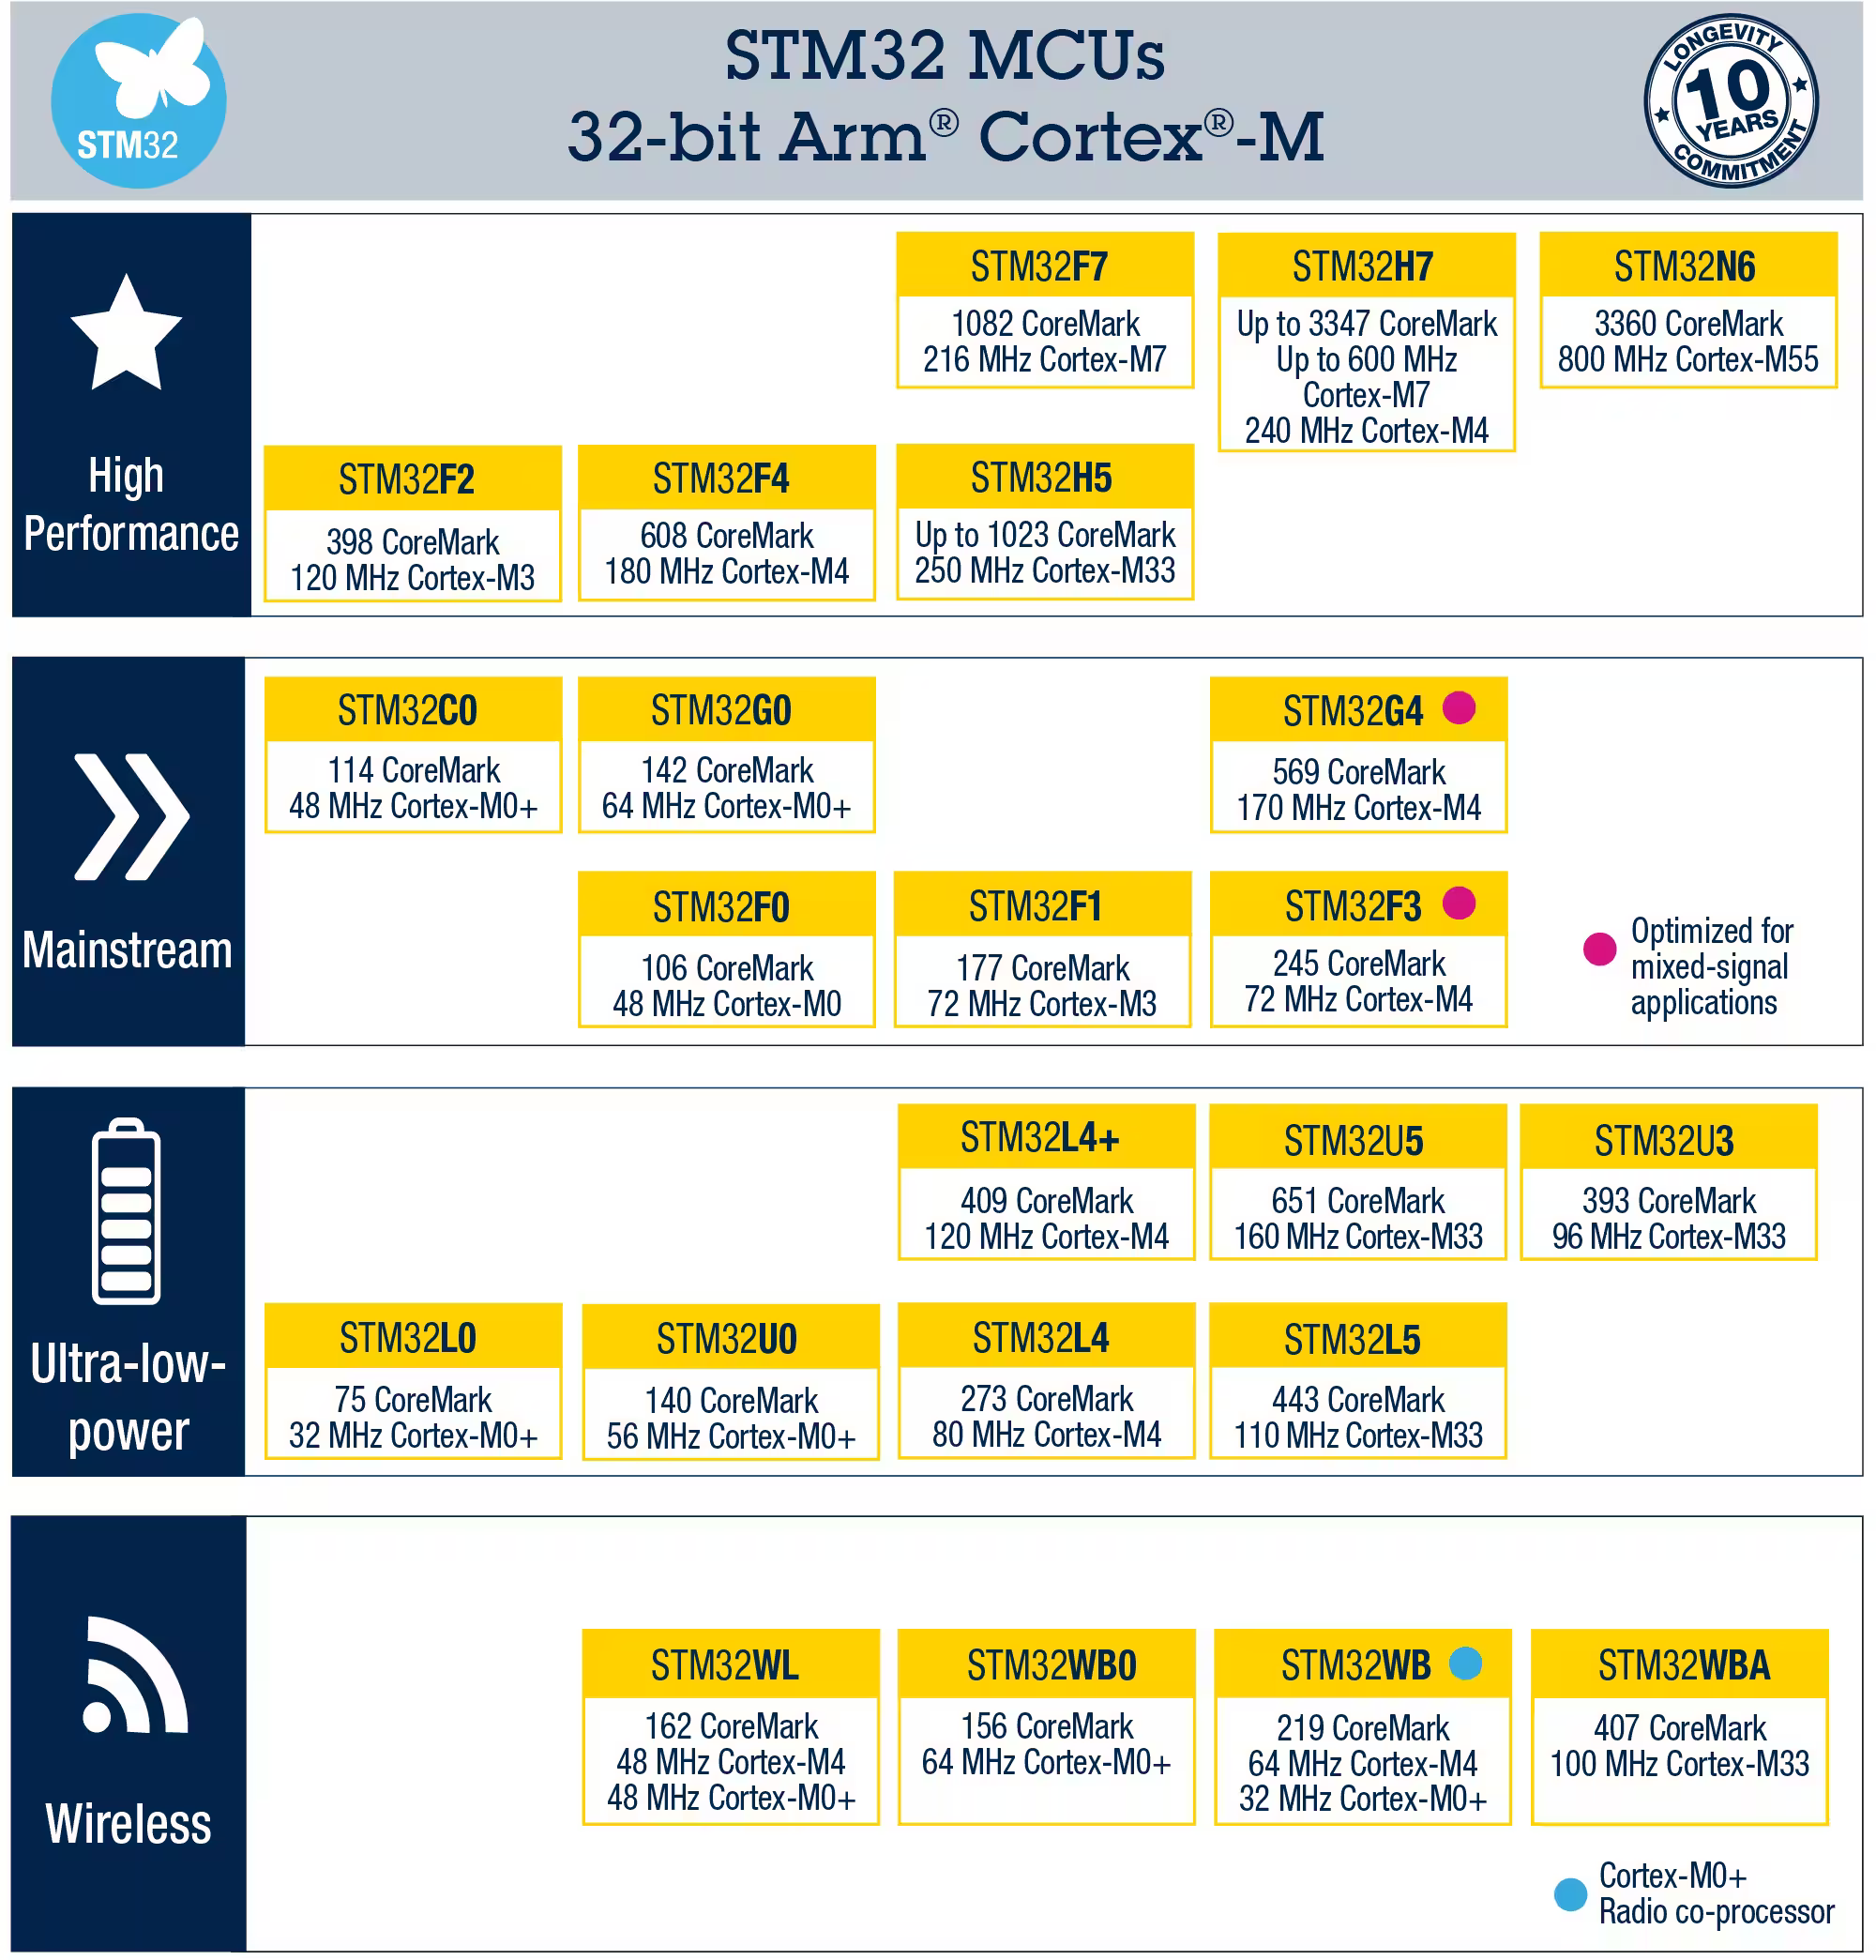 STM32
STM32 MCUs
32-bit Arm® Cortex®-M
LONGEVITY
10
YEARS
COMMITMENT
High
Performance
STM32F7
1082 CoreMark
216 MHz Cortex-M7
STM32H7
Up to 3347 CoreMark
Up to 600 MHz
Cortex-M7
240 MHz Cortex-M4
STM32N6
3360 CoreMark
800 MHz Cortex-M55
STM32F2
398 CoreMark
120 MHz Cortex-M3
STM32F4
608 CoreMark
180 MHz Cortex-M4
STM32H5
Up to 1023 CoreMark
250 MHz Cortex-M33
Mainstream
STM32C0
114 CoreMark
48 MHz Cortex-M0+
STM32G0
142 CoreMark
64 MHz Cortex-M0+
STM32G4
569 CoreMark
170 MHz Cortex-M4
STM32F0
106 CoreMark
48 MHz Cortex-M0
STM32F1
177 CoreMark
72 MHz Cortex-M3
STM32F3
245 CoreMark
72 MHz Cortex-M4
Optimized for
mixed-signal
applications
Ultra-low-
power
STM32L4+
409 CoreMark
120 MHz Cortex-M4
STM32U5
651 CoreMark
160 MHz Cortex-M33
STM32U3
393 CoreMark
96 MHz Cortex-M33
STM32L0
75 CoreMark
32 MHz Cortex-M0+
STM32U0
140 CoreMark
56 MHz Cortex-M0+
STM32L4
273 CoreMark
80 MHz Cortex-M4
STM32L5
443 CoreMark
110 MHz Cortex-M33
Wireless
STM32WL
162 CoreMark
48 MHz Cortex-M4
48 MHz Cortex-M0+
STM32WB0
156 CoreMark
64 MHz Cortex-M0+
STM32WB
219 CoreMark
64 MHz Cortex-M4
32 MHz Cortex-M0+
STM32WBA
407 CoreMark
100 MHz Cortex-M33
Cortex-M0+
Radio co-processor